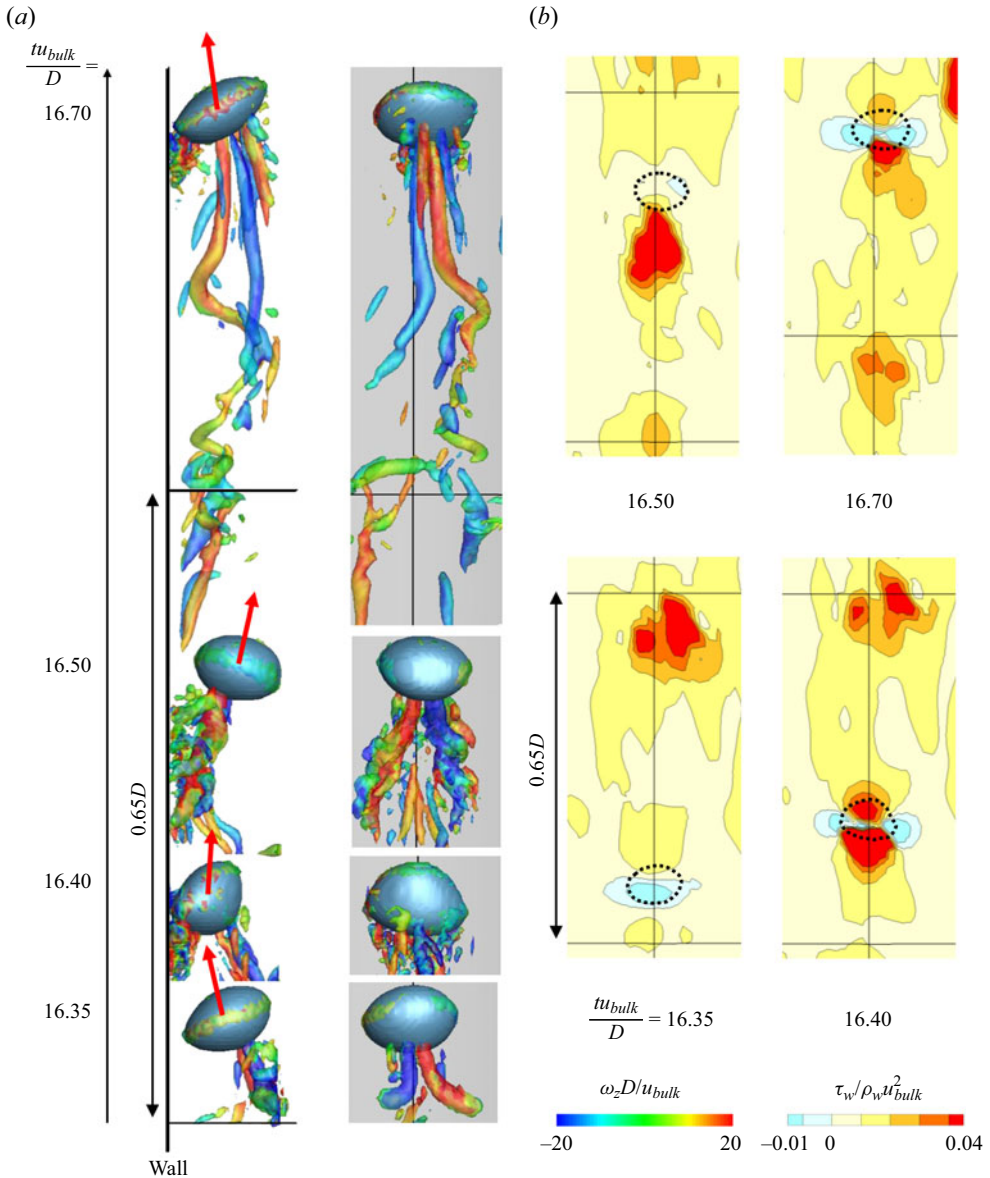 (a)
(b)
tu_bulk
D
=
16.70
16.50
16.70
16.50
0.65D
0.65D
16.40
16.35
tu_bulk
D
= 16.35
16.40
ω_zD/u_bulk
τ_w/ρ_wu²_bulk
–20
20
–0.01
0
0.04
Wall